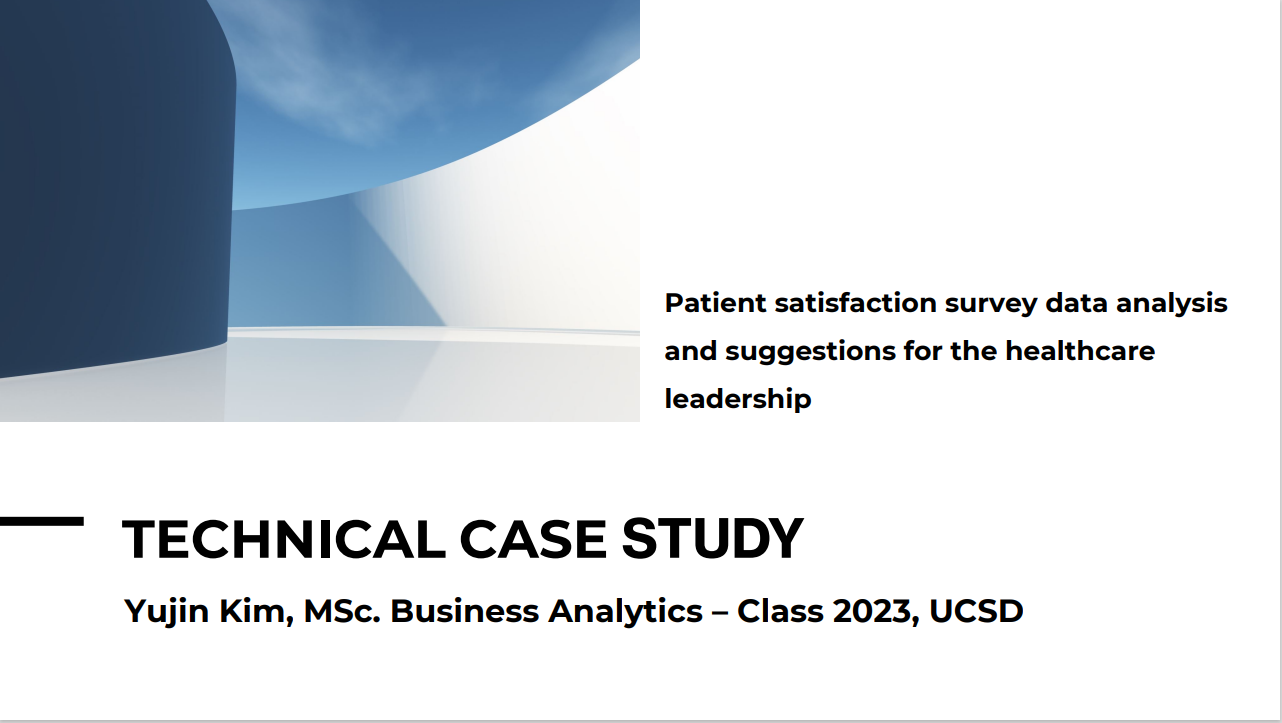 Patient satisfaction survey data analysis
and suggestions for the healthcare
leadership
TECHNICAL CASE STUDY
Yujin Kim, MSc. Business Analytics – Class 2023, UCSD